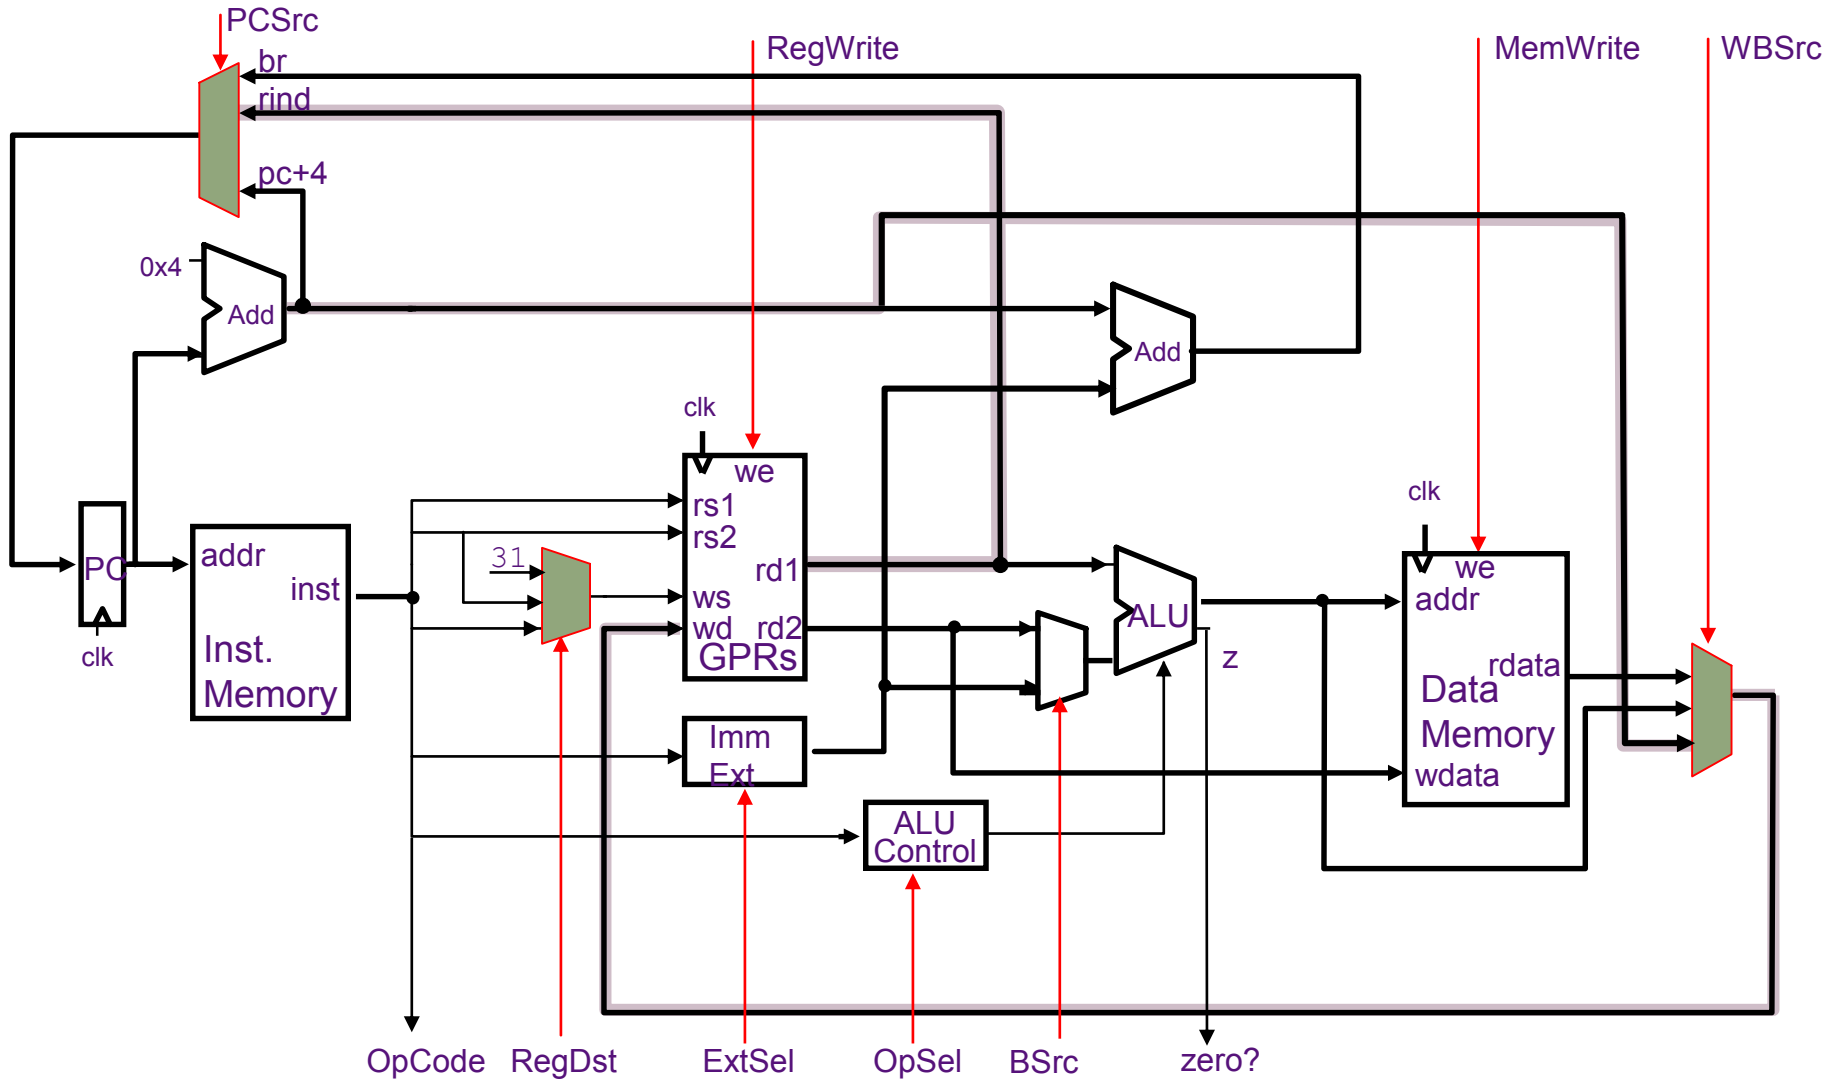 PCSrc
br
RegWrite
MemWrite
WBSrc
rind
pc+4
0x4
Add
Add
clk
we
rs1
rs2
ws
wd
rd1
rd2
GPRs
clk
we
addr
rdata
Data
Memory
wdata
PC
clk
addr
inst
Inst.
Memory
31
ALU
z
Imm
Ext
ALU
Control
OpCode
RegDst
ExtSel
OpSel
BSrc
zero?